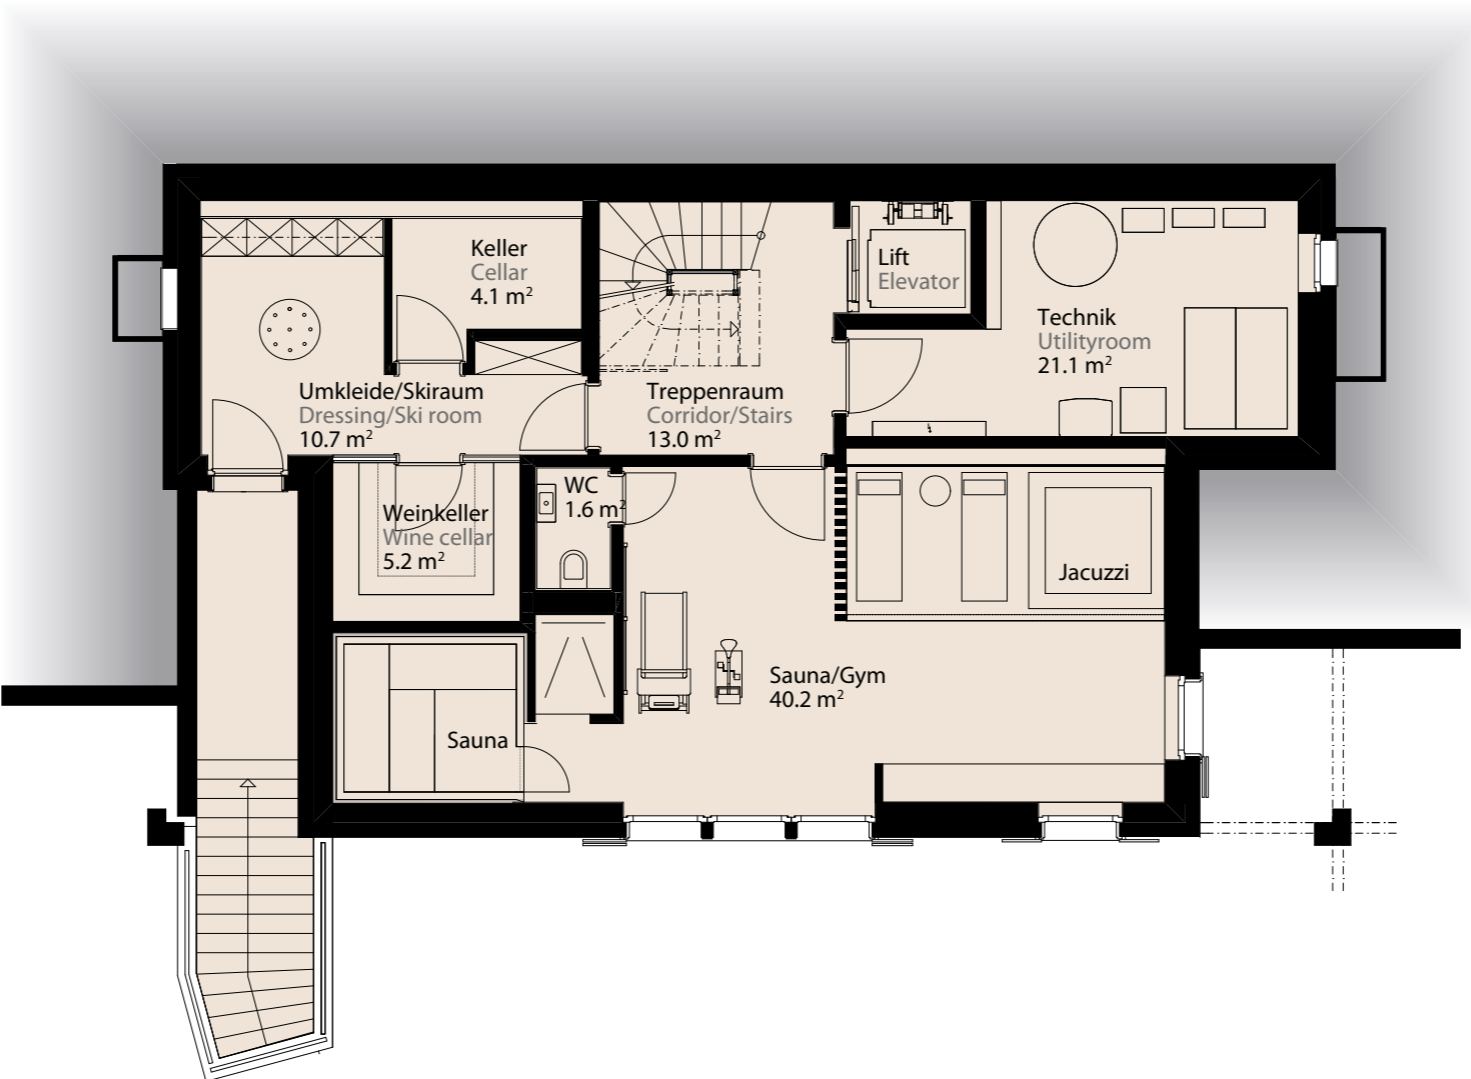 Keller
Cellar
4.1 m²
Lift
Elevator
Technik
Utilityroom
21.1 m²
Umkleide/Skiraum
Dressing/Ski room
10.7 m²
Treppenraum
Corridor/Stairs
13.0 m²
WC
1.6 m²
Weinkeller
Wine cellar
5.2 m²
Jacuzzi
Sauna/Gym
40.2 m²
Sauna